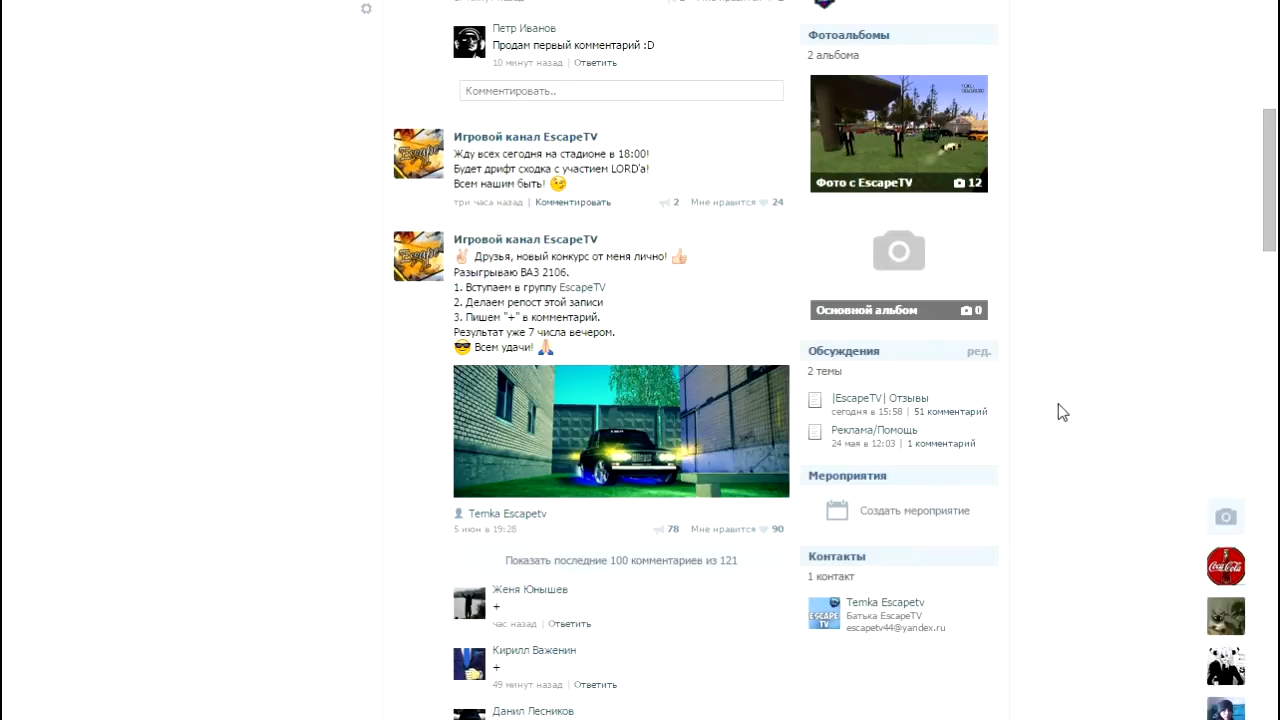 Петр Иванов
Продам первый комментарий :D
10 минут назад | Ответить
Комментировать..
Игровой канал EscapeTV
Жду всех сегодня на стадионе в 18:00!
Будет дрифт сходка с участием LORD'a!
Всем нашим быть!
три часа назад | Комментировать
2 Мне нравится 24
Игровой канал EscapeTV
Друзья, новый конкурс от меня лично!
Разыгрываю ВАЗ 2106.
1. Вступаем в группу EscapeTV
2. Делаем репост этой записи
3. Пишем "+" в комментарий.
Результат уже 7 числа вечером.
Всем удачи!
Temka Escapetv
5 июн в 19:28
78 Мне нравится 90
Показать последние 100 комментариев из 121
Женя Юнышев
+
час назад | Ответить
Кирилл Важенин
+
49 минут назад | Ответить
Данил Лесников
Фотоальбомы
2 альбома
Фото с EscapeTV 12
Основной альбом 0
Обсуждения ред.
2 темы
|EscapeTV| Отзывы
сегодня в 15:58 | 51 комментарий
Реклама/Помощь
24 мая в 12:03 | 1 комментарий
Мероприятия
Создать мероприятие
Контакты
1 контакт
ESCAPE
TV
Temka Escapetv
Батька EscapeTV
escapetv44@yandex.ru
Coca-Cola